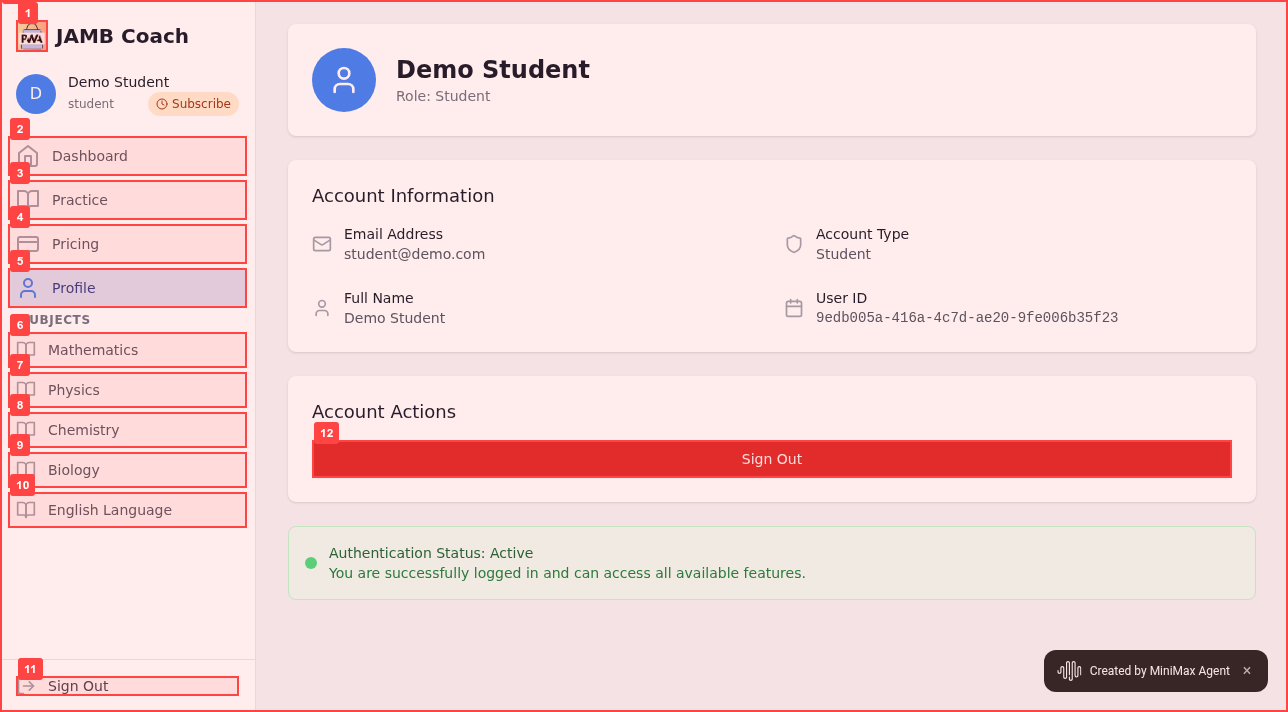 1
PWA
JAMB Coach
D
Demo Student
student
Subscribe
2
Dashboard
3
Practice
4
Pricing
5
Profile
6
UBJECTS
Mathematics
7
Physics
8
Chemistry
9
Biology
10
English Language
11
Sign Out
Demo Student
Role: Student
Account Information
Email Address
student@demo.com
Account Type
Student
Full Name
Demo Student
User ID
9edb005a-416a-4c7d-ae20-9fe006b35f23
Account Actions
12
Sign Out
Authentication Status: Active
You are successfully logged in and can access all available features.
Created by MiniMax Agent ×